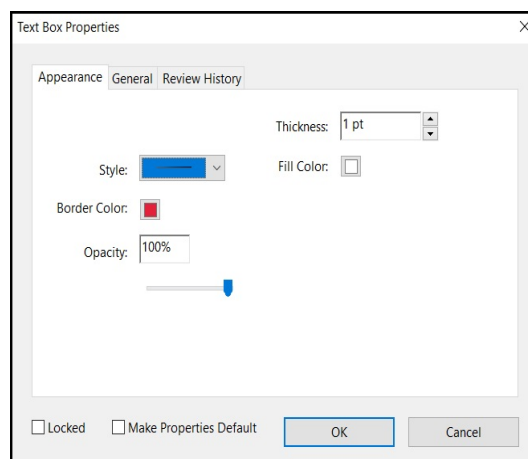 Text Box Properties
Appearance General Review History
Thickness: 1 pt
Style: Fill Color:
Border Color:
Opacity: 100%
Locked Make Properties Default OK Cancel